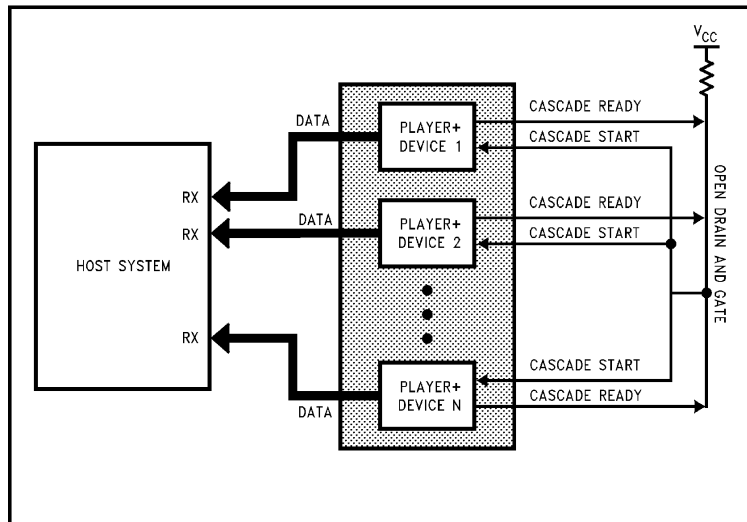 VCC
DATA
CASCADE READY
PLAYER+
DEVICE 1
CASCADE START
RX
DATA
CASCADE READY
RX
PLAYER+
DEVICE 2
CASCADE START
HOST SYSTEM
OPEN DRAIN AND GATE
RX
CASCADE START
PLAYER+
DEVICE N
CASCADE READY
DATA